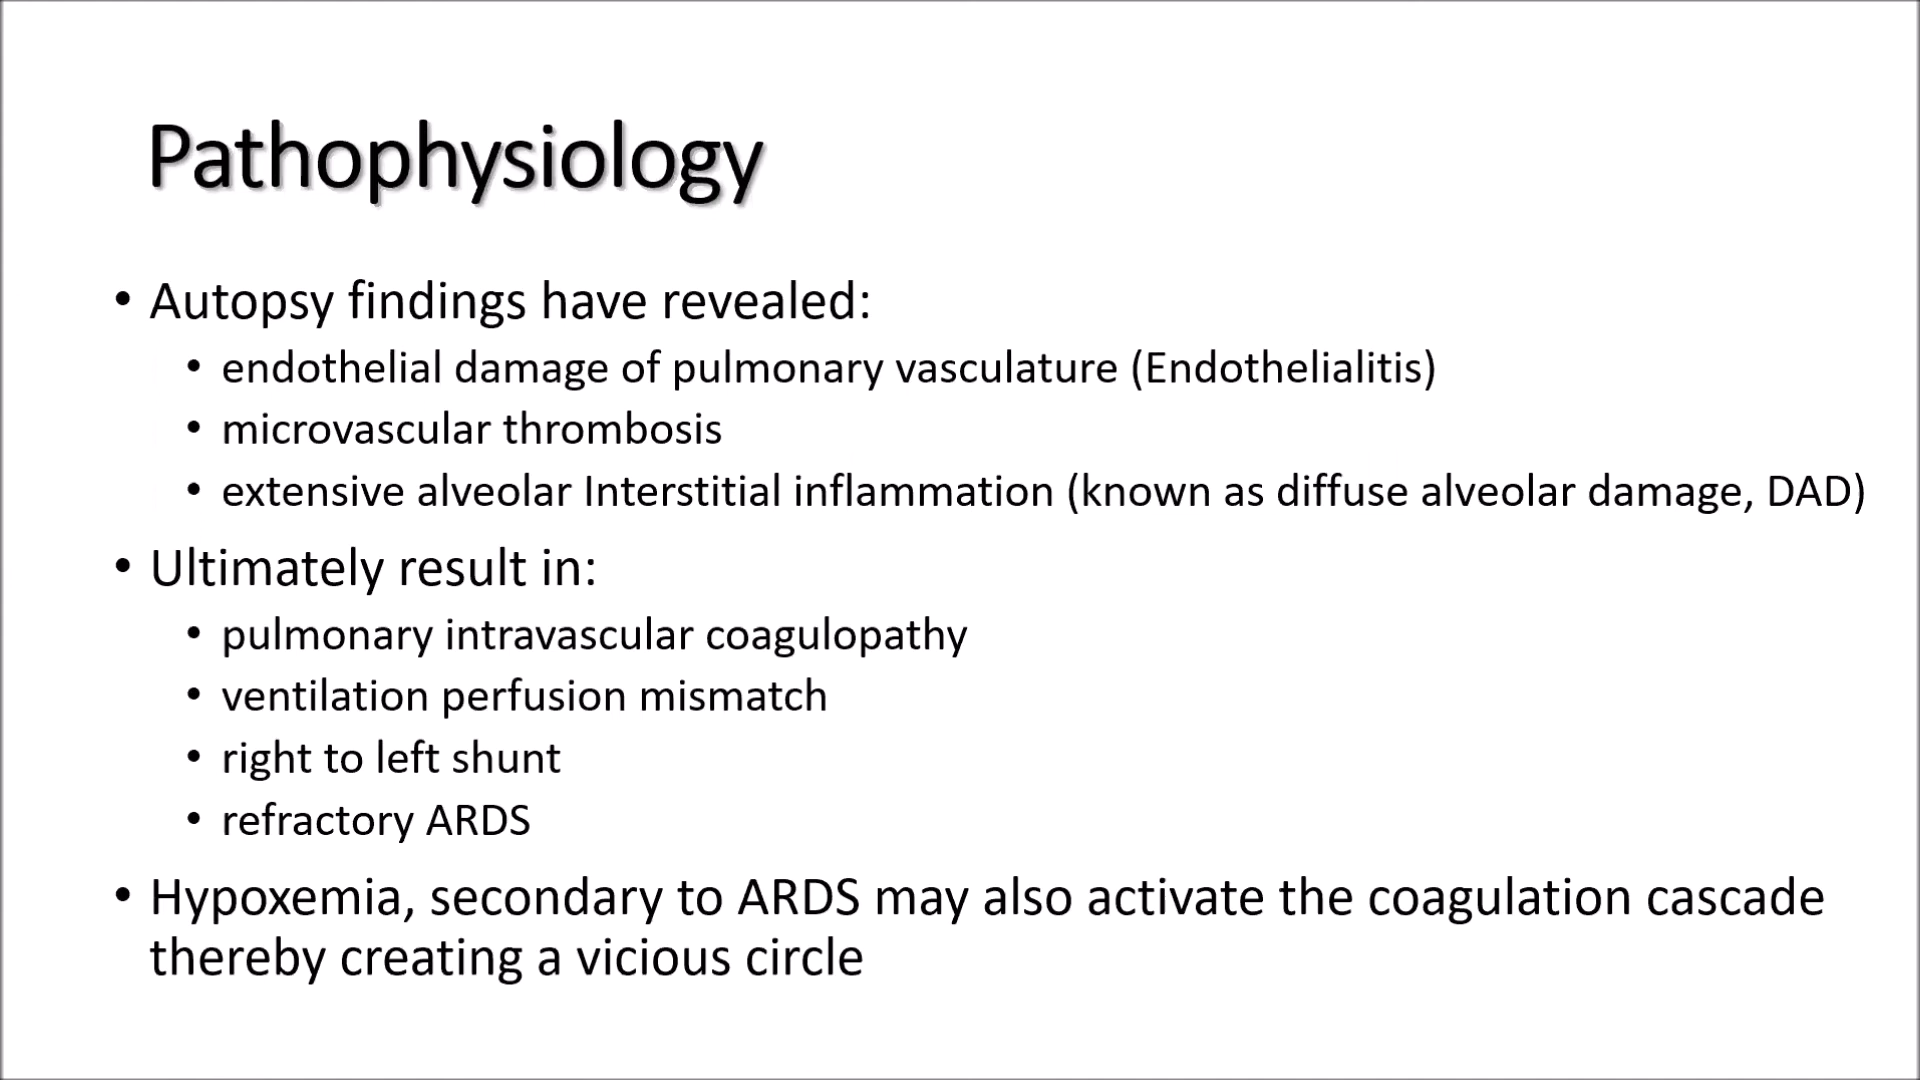 Pathophysiology
• Autopsy findings have revealed:
• endothelial damage of pulmonary vasculature (Endothelialitis)
• microvascular thrombosis
• extensive alveolar Interstitial inflammation (known as diffuse alveolar damage, DAD)
• Ultimately result in:
• pulmonary intravascular coagulopathy
• ventilation perfusion mismatch
• right to left shunt
• refractory ARDS
• Hypoxemia, secondary to ARDS may also activate the coagulation cascade
thereby creating a vicious circle